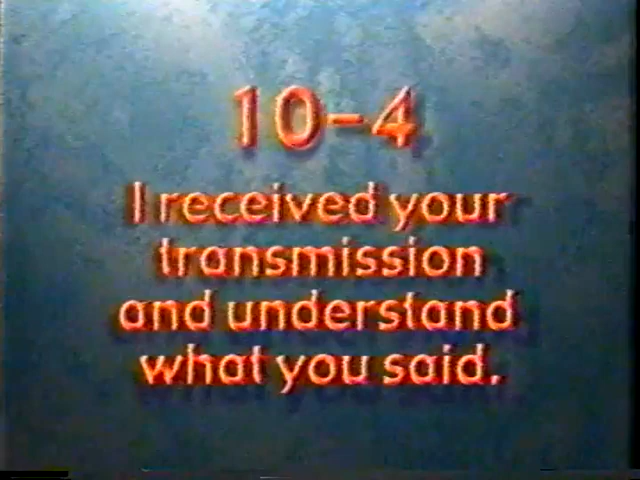 10-4
I received your
transmission
and understand
what you said.